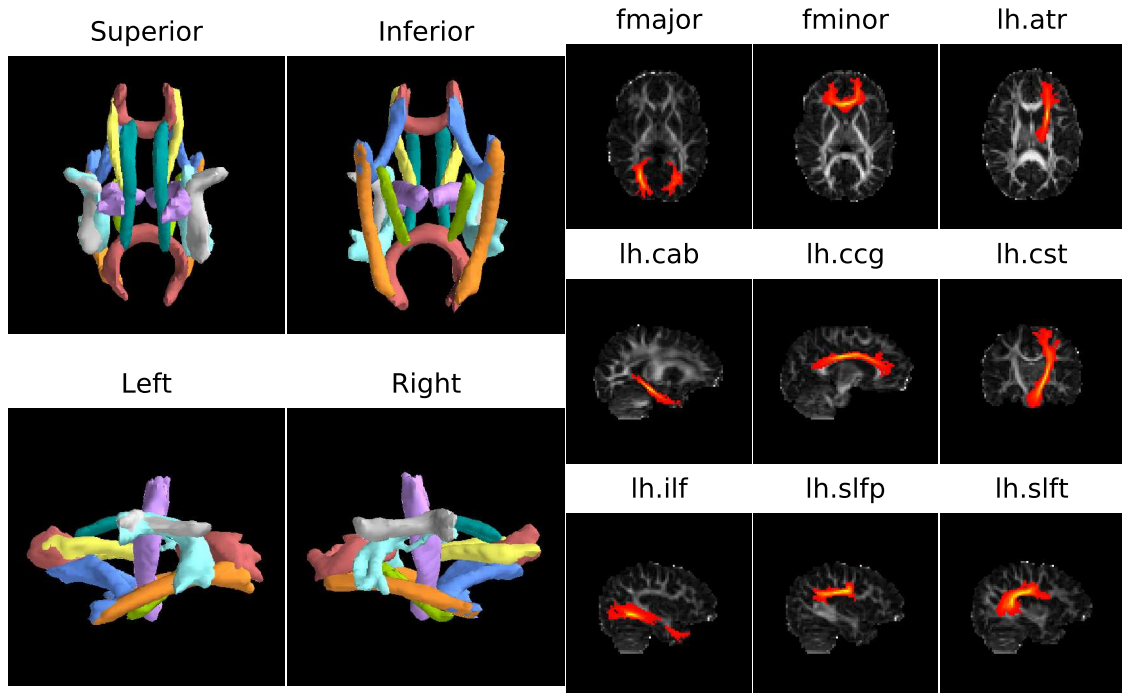 Superior
Inferior
fmajor
fminor
lh.atr
lh.cab
lh.ccg
lh.cst
Left
Right
lh.ilf
lh.slfp
lh.slft